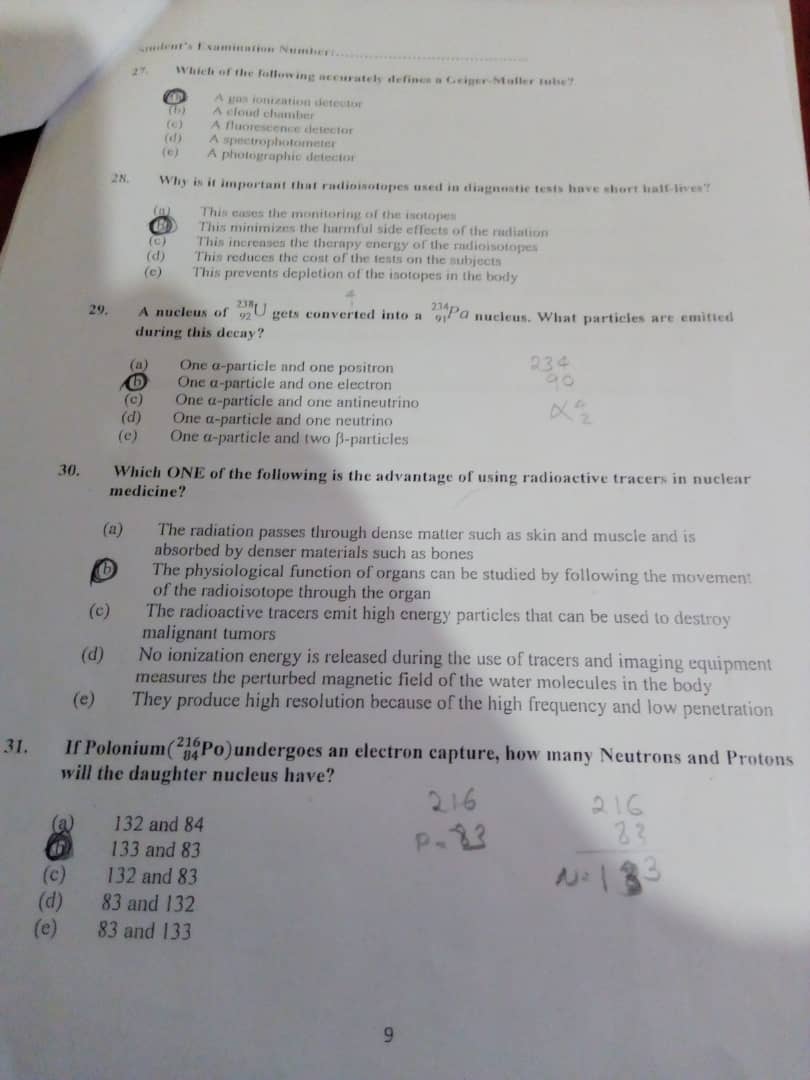 Student's Examination Number:..............................
27. Which of the following accurately defines a Geiger-Muller tube?
(a) A gas ionization detector
(b) A cloud chamber
(c) A fluorescence detector
(d) A spectrophotometer
(e) A photographic detector
28. Why is it important that radioisotopes used in diagnostic tests have short half-lives?
(a) This eases the monitoring of the isotopes
(b) This minimizes the harmful side effects of the radiation
(c) This increases the therapy energy of the radioisotopes
(d) This reduces the cost of the tests on the subjects
(e) This prevents depletion of the isotopes in the body
4
29. A nucleus of ²³⁸₉₂U gets converted into a ²³⁴₉₁Pa nucleus. What particles are emitted
during this decay?
(a) One α-particle and one positron
(b) One α-particle and one electron
(c) One α-particle and one antineutrino
(d) One α-particle and one neutrino
(e) One α-particle and two β-particles
234
90
α⁴₂
30. Which ONE of the following is the advantage of using radioactive tracers in nuclear
medicine?
(a) The radiation passes through dense matter such as skin and muscle and is
absorbed by denser materials such as bones
(b) The physiological function of organs can be studied by following the movement
of the radioisotope through the organ
(c) The radioactive tracers emit high energy particles that can be used to destroy
malignant tumors
(d) No ionization energy is released during the use of tracers and imaging equipment
measures the perturbed magnetic field of the water molecules in the body
(e) They produce high resolution because of the high frequency and low penetration
31. If Polonium(²¹⁶₈₄Po)undergoes an electron capture, how many Neutrons and Protons
will the daughter nucleus have?
(a) 132 and 84
(b) 133 and 83
(c) 132 and 83
(d) 83 and 132
(e) 83 and 133
216
P=83
216
83
N=133
9